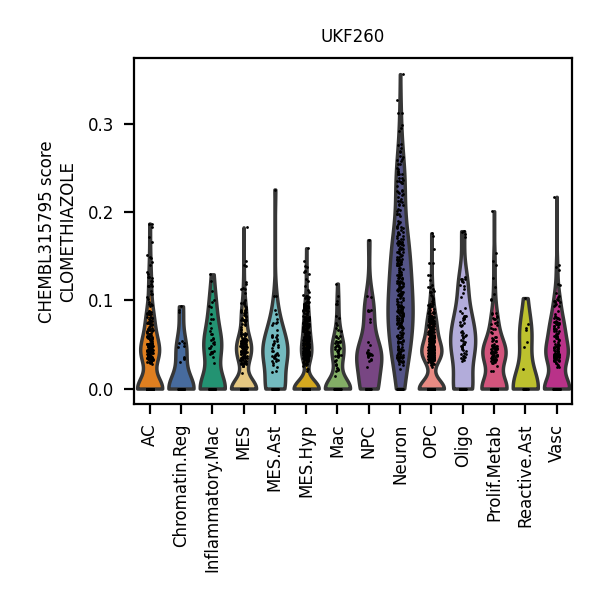 UKF260
CHEMBL315795 score
CLOMETHIAZOLE
0.3
0.2
0.1
0.0
AC
Chromatin.Reg
Inflammatory.Mac
MES
MES.Ast
MES.Hyp
Mac
NPC
Neuron
OPC
Oligo
Prolif.Metab
Reactive.Ast
Vasc